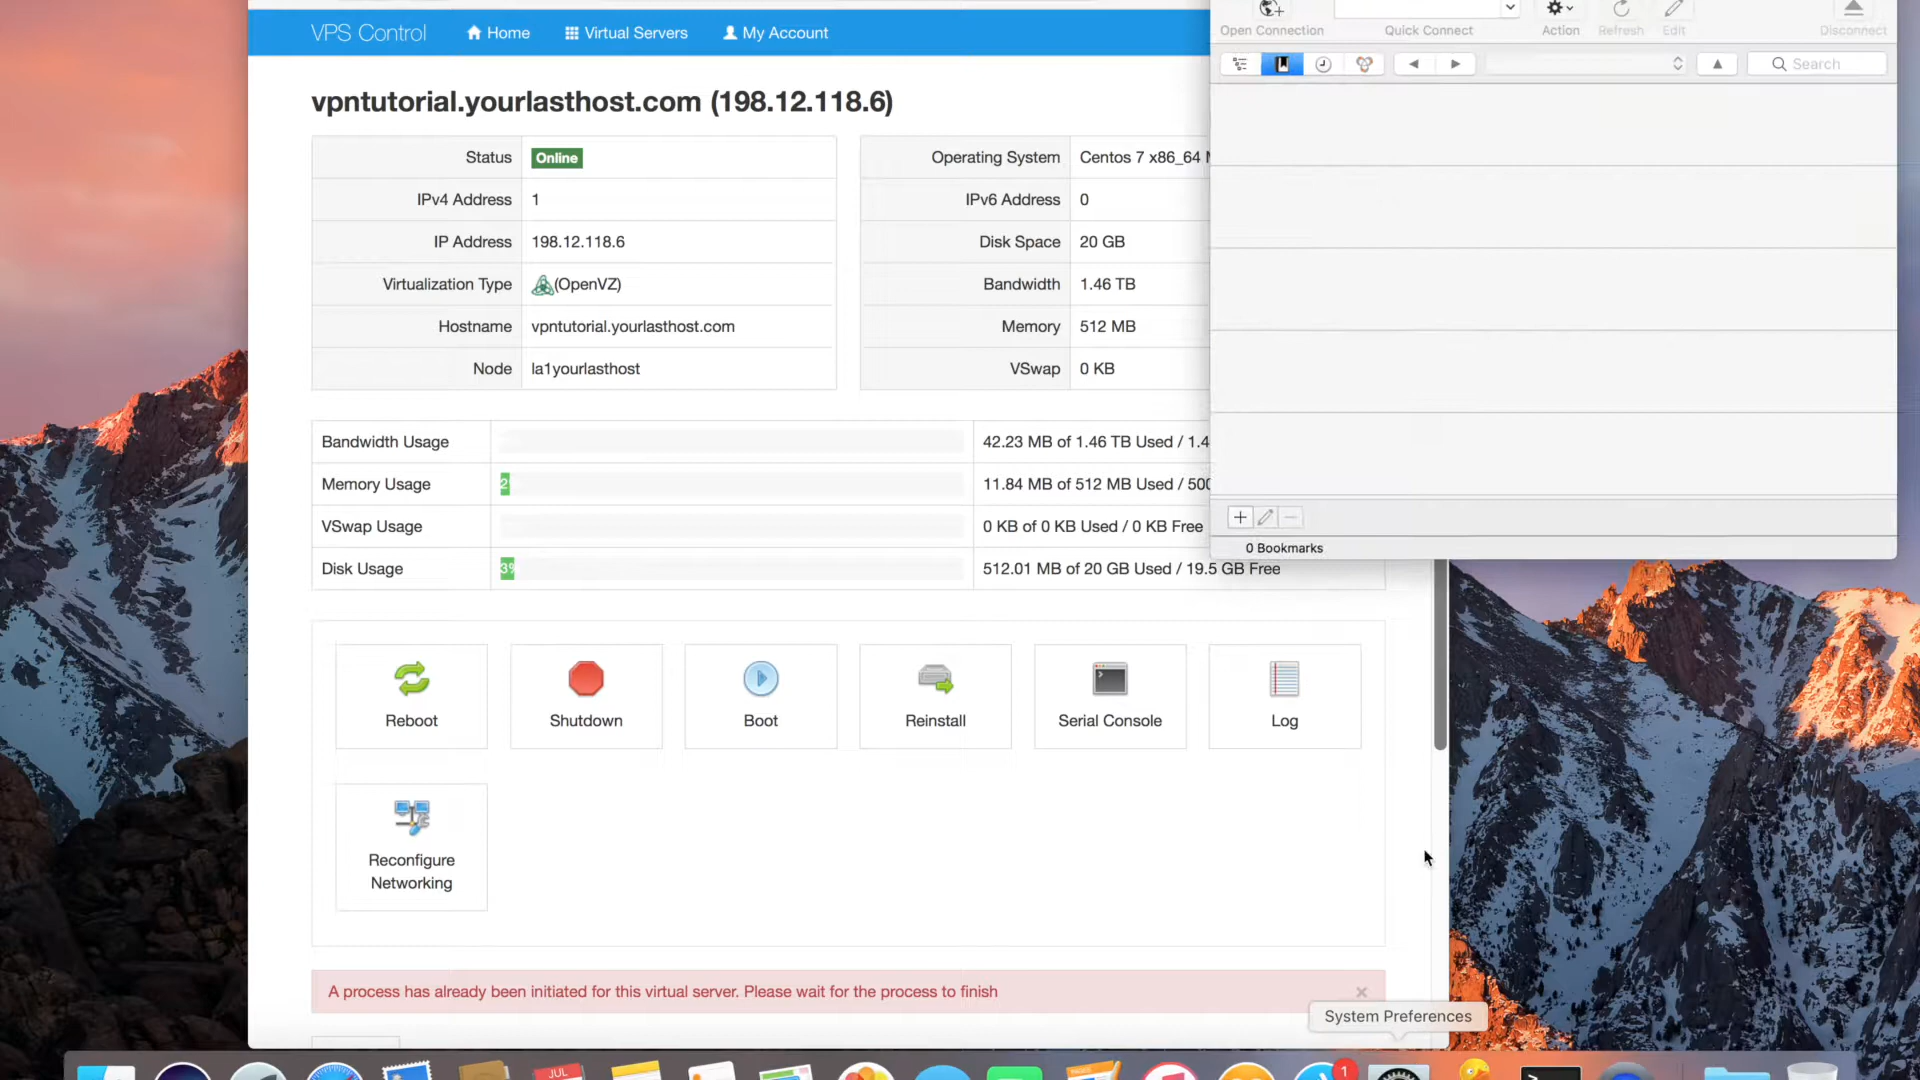 VPS Control
Home
Virtual Servers
My Account
vpntutorial.yourlasthost.com (198.12.118.6)
Status Online
IPv4 Address 1
IP Address 198.12.118.6
Virtualization Type (OpenVZ)
Hostname vpntutorial.yourlasthost.com
Node la1yourlasthost
Operating System Centos 7 x86_64
IPv6 Address 0
Disk Space 20 GB
Bandwidth 1.46 TB
Memory 512 MB
VSwap 0 KB
Bandwidth Usage 42.23 MB of 1.46 TB Used / 1.4
Memory Usage 2 11.84 MB of 512 MB Used / 500
VSwap Usage 0 KB of 0 KB Used / 0 KB Free
Disk Usage 3% 512.01 MB of 20 GB Used / 19.5 GB Free
Reboot
Shutdown
Boot
Reinstall
Serial Console
Log
Reconfigure
Networking
A process has already been initiated for this virtual server. Please wait for the process to finish
Open Connection
Quick Connect
Action
Refresh
Edit
Disconnect
Search
0 Bookmarks
System Preferences
JUL
1